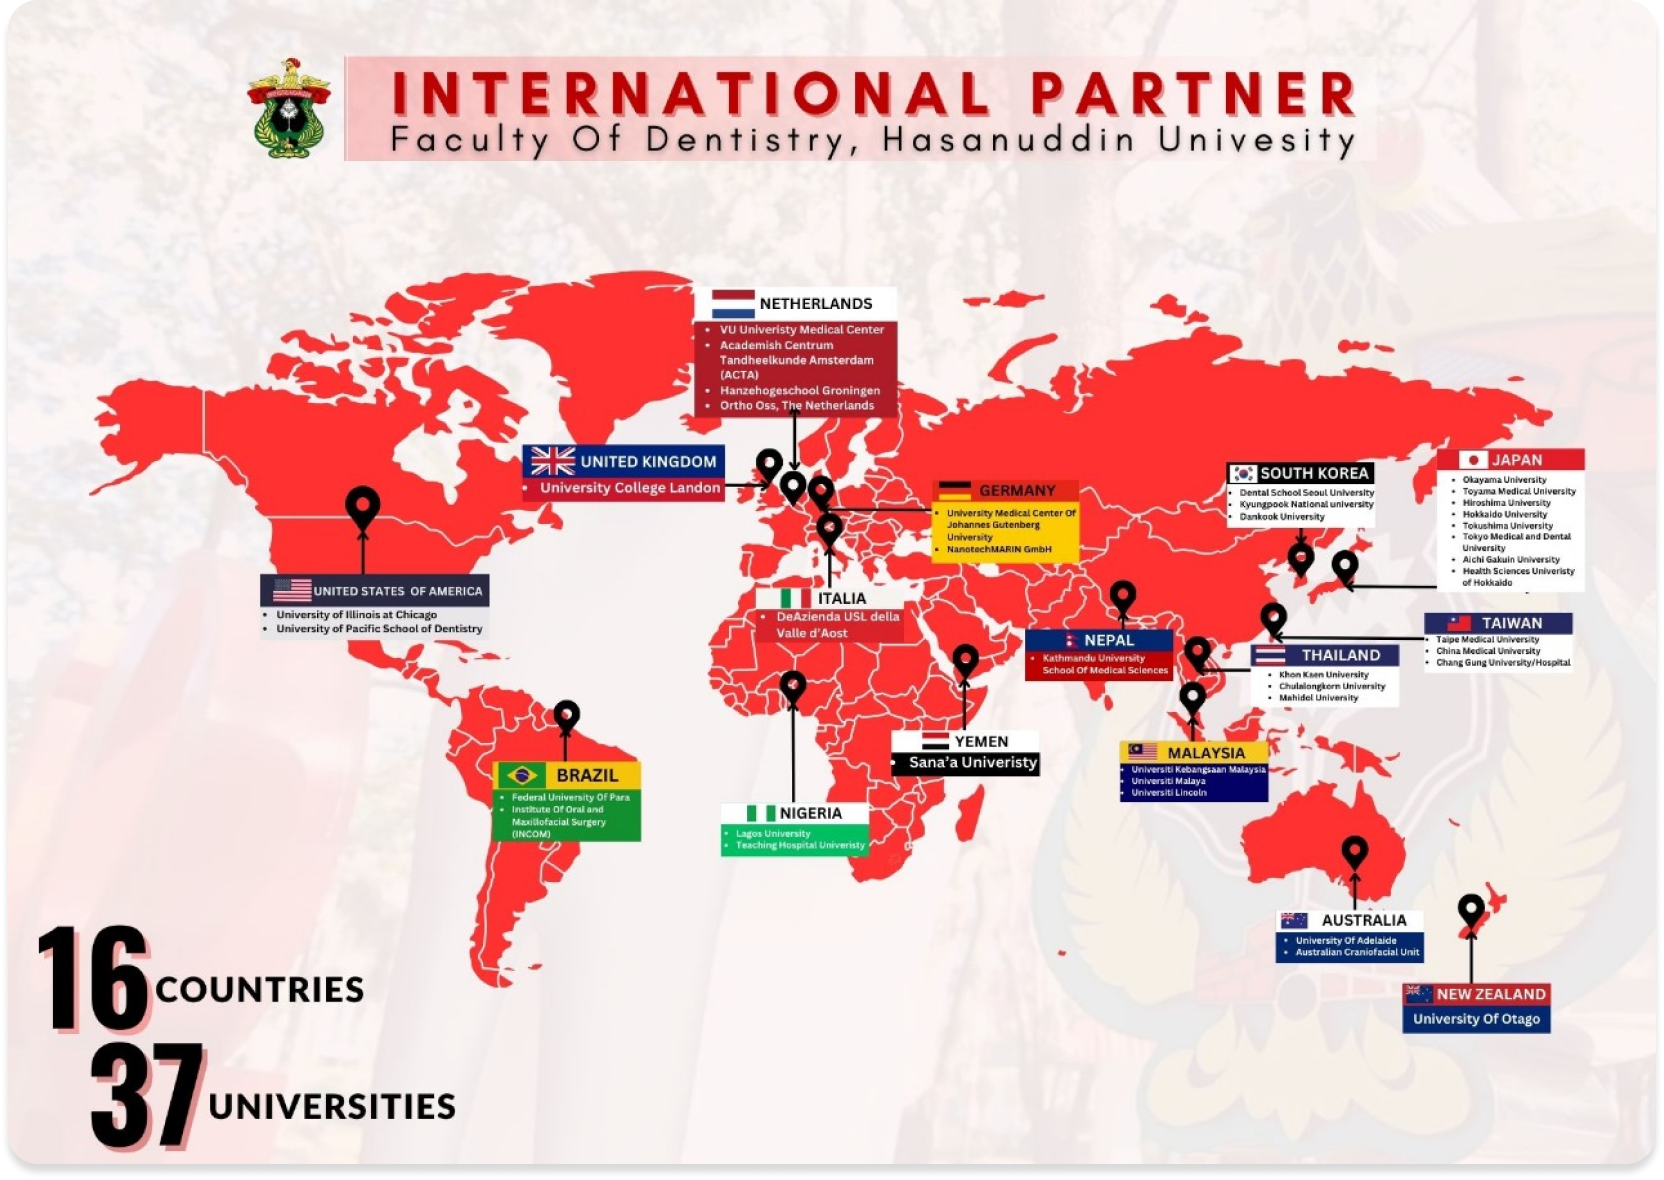 INTERNATIONAL PARTNER
Faculty Of Dentistry, Hasanuddin Univesity
NETHERLANDS
• VU Univeristy Medical Center
• Academish Centrum
Tandheelkunde Amsterdam
(ACTA)
• Hanzehogeschool Groningen
• Ortho Oss, The Netherlands
UNITED KINGDOM
• University College Landon
GERMANY
• University Medical Center Of
Johannes Gutenberg
University
• NanotechMARIN GmbH
SOUTH KOREA
• Dental School Seoul University
• Kyungpook National university
• Dankook University
JAPAN
• Okayama University
• Toyama Medical University
• Hiroshima University
• Hokkaido University
• Tokushima University
• Tokyo Medical and Dental
University
• Aichi Gakuin University
• Health Sciences Univeristy
of Hokkaido
UNITED STATES OF AMERICA
• University of Illinois at Chicago
• University of Pacific School of Dentistry
ITALIA
• DeAzienda USL della
Valle d'Aost
NEPAL
• Kathmandu University
School Of Medical Sciences
TAIWAN
• Taipe Medical University
• China Medical University
• Chang Gung University/Hospital
THAILAND
• Khon Kaen University
• Chulalongkorn University
• Mahidol University
YEMEN
• Sana'a Univeristy
MALAYSIA
• Universiti Kebangsaan Malaysia
• Universiti Malaya
• Universiti Lincoln
BRAZIL
• Federal University Of Para
• Institute Of Oral and
Maxillofacial Surgery
(INCOM)
NIGERIA
• Lagos University
• Teaching Hospital Univeristy
AUSTRALIA
• University Of Adelaide
• Australian Craniofacial Unit
NEW ZEALAND
University Of Otago
16 COUNTRIES
37 UNIVERSITIES